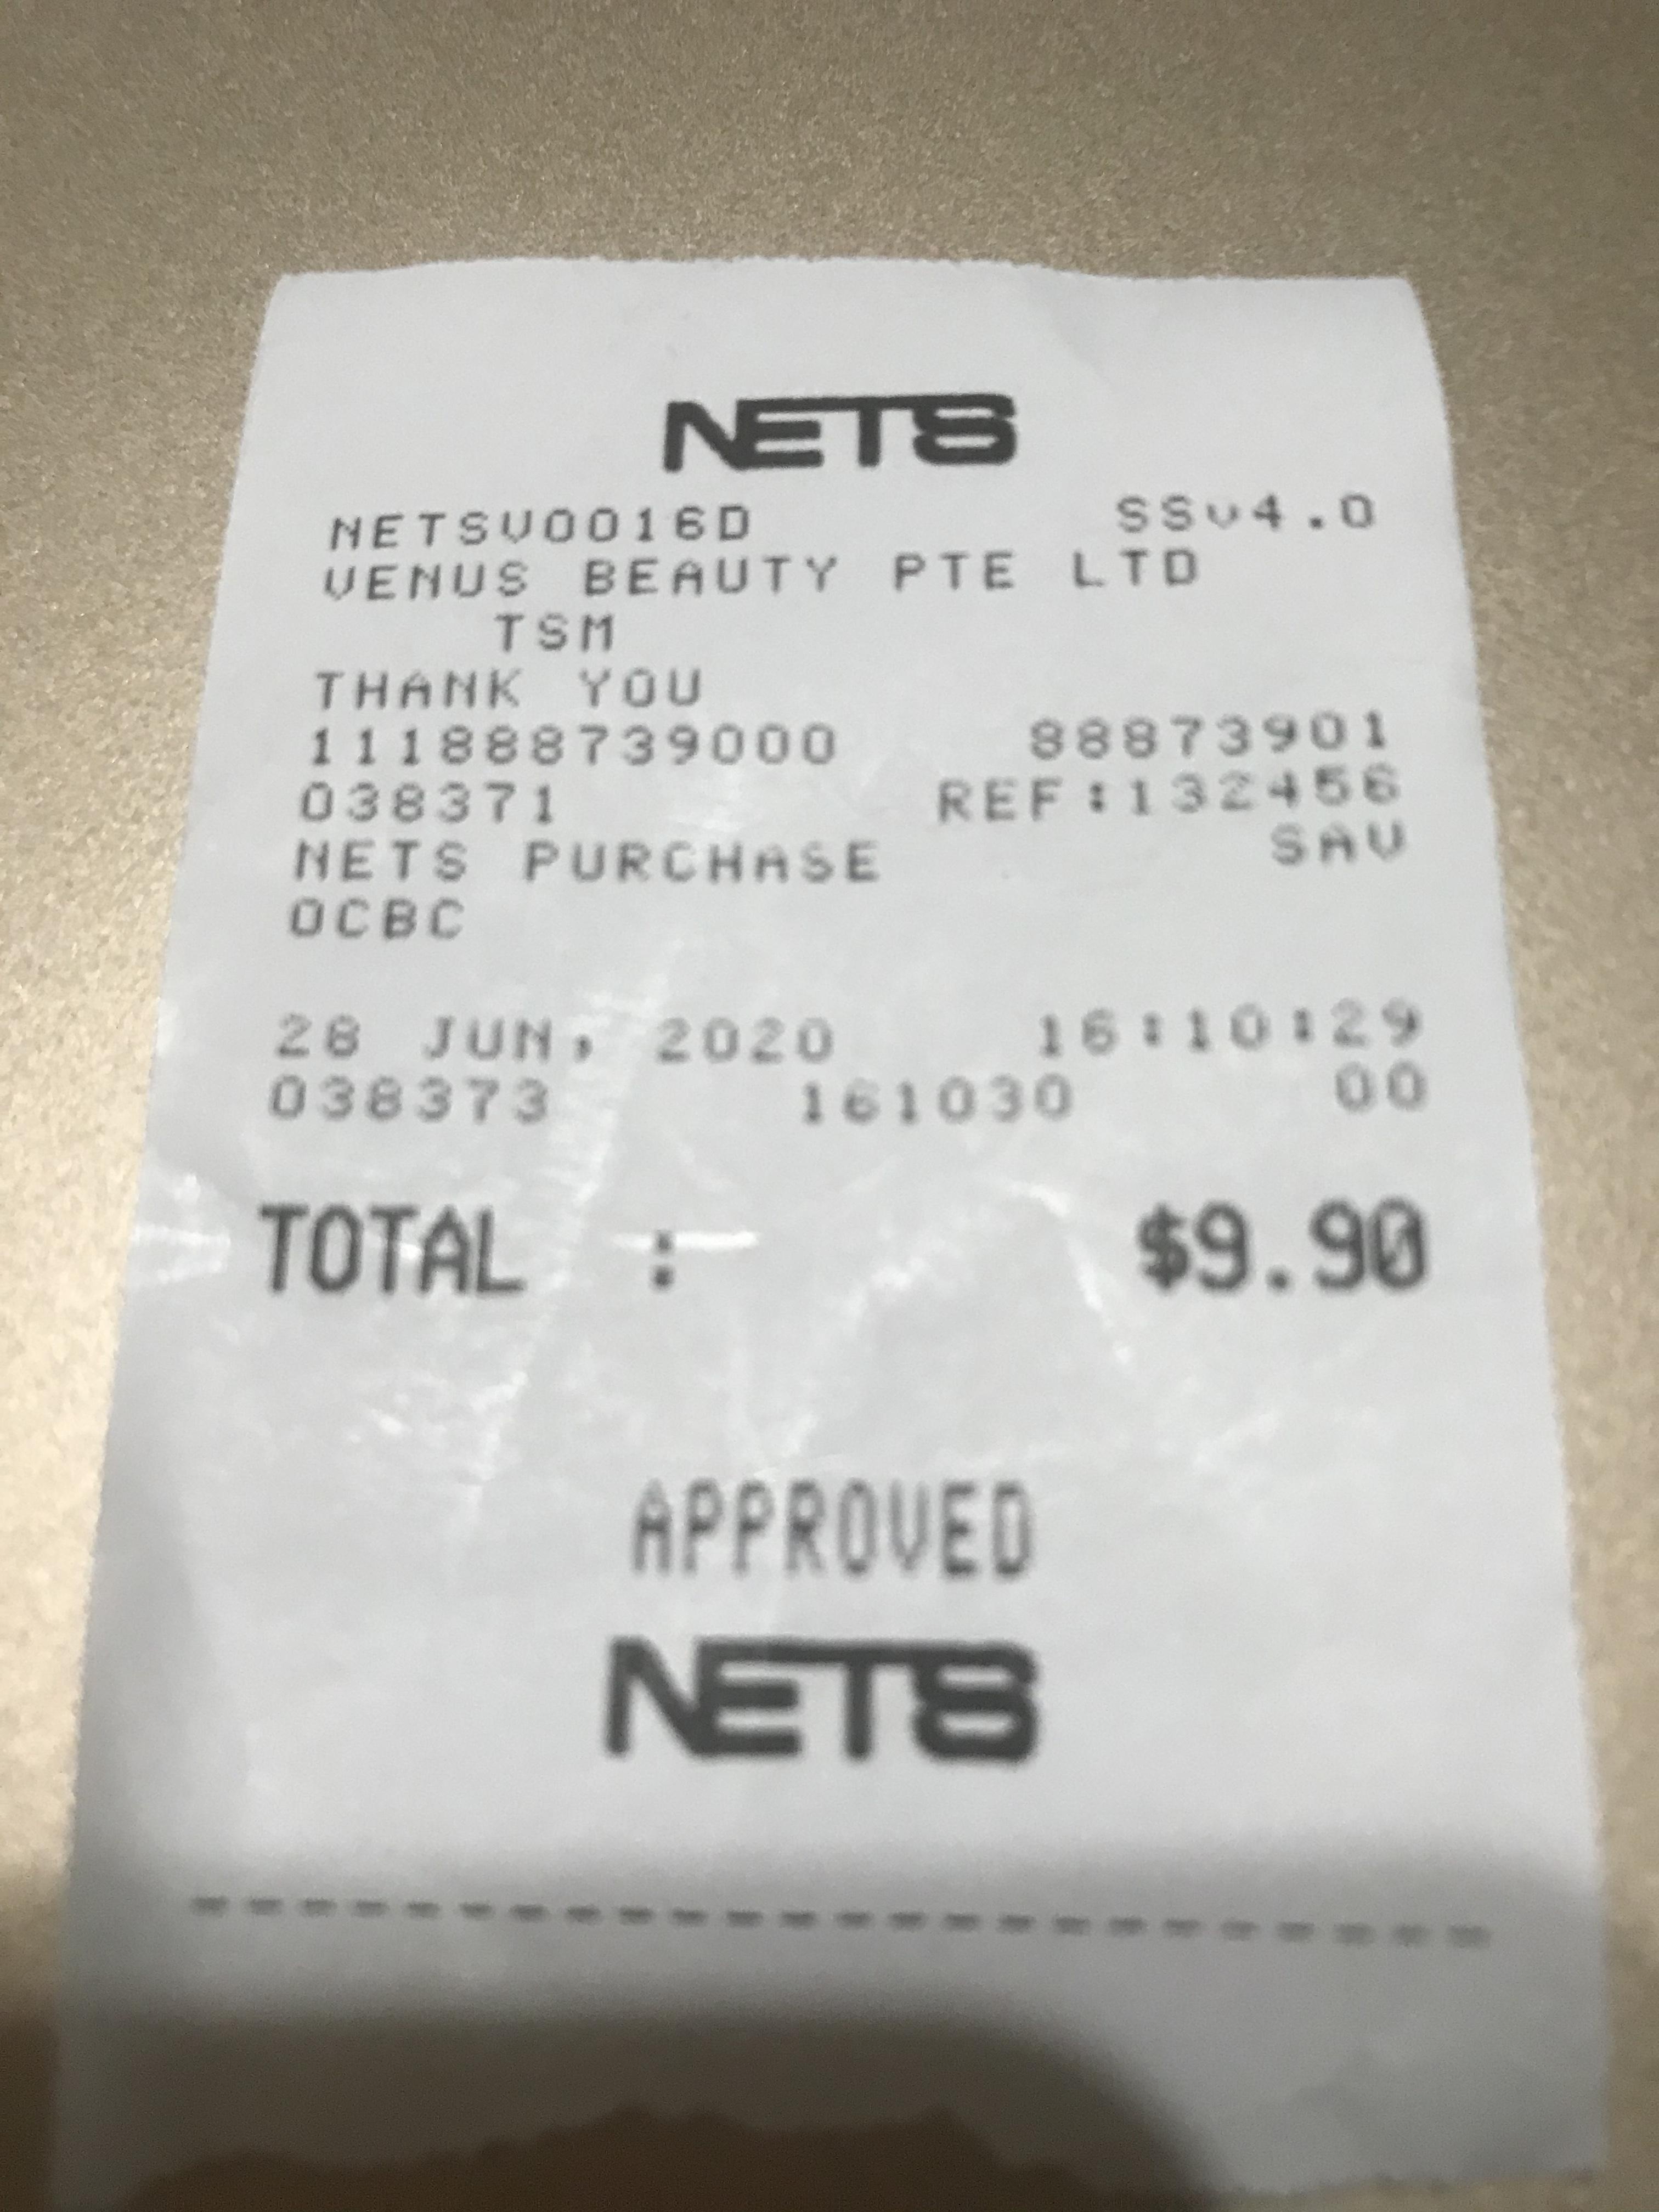 NETS
NETSV0016D SSv4.0
VENUS BEAUTY PTE LTD
TSM
THANK YOU
111888739000 88873901
038371 REF:132456
NETS PURCHASE SAV
OCBC
28 JUN, 2020 16:10:29
038373 161030 00
TOTAL : $9.90
APPROVED
NETS